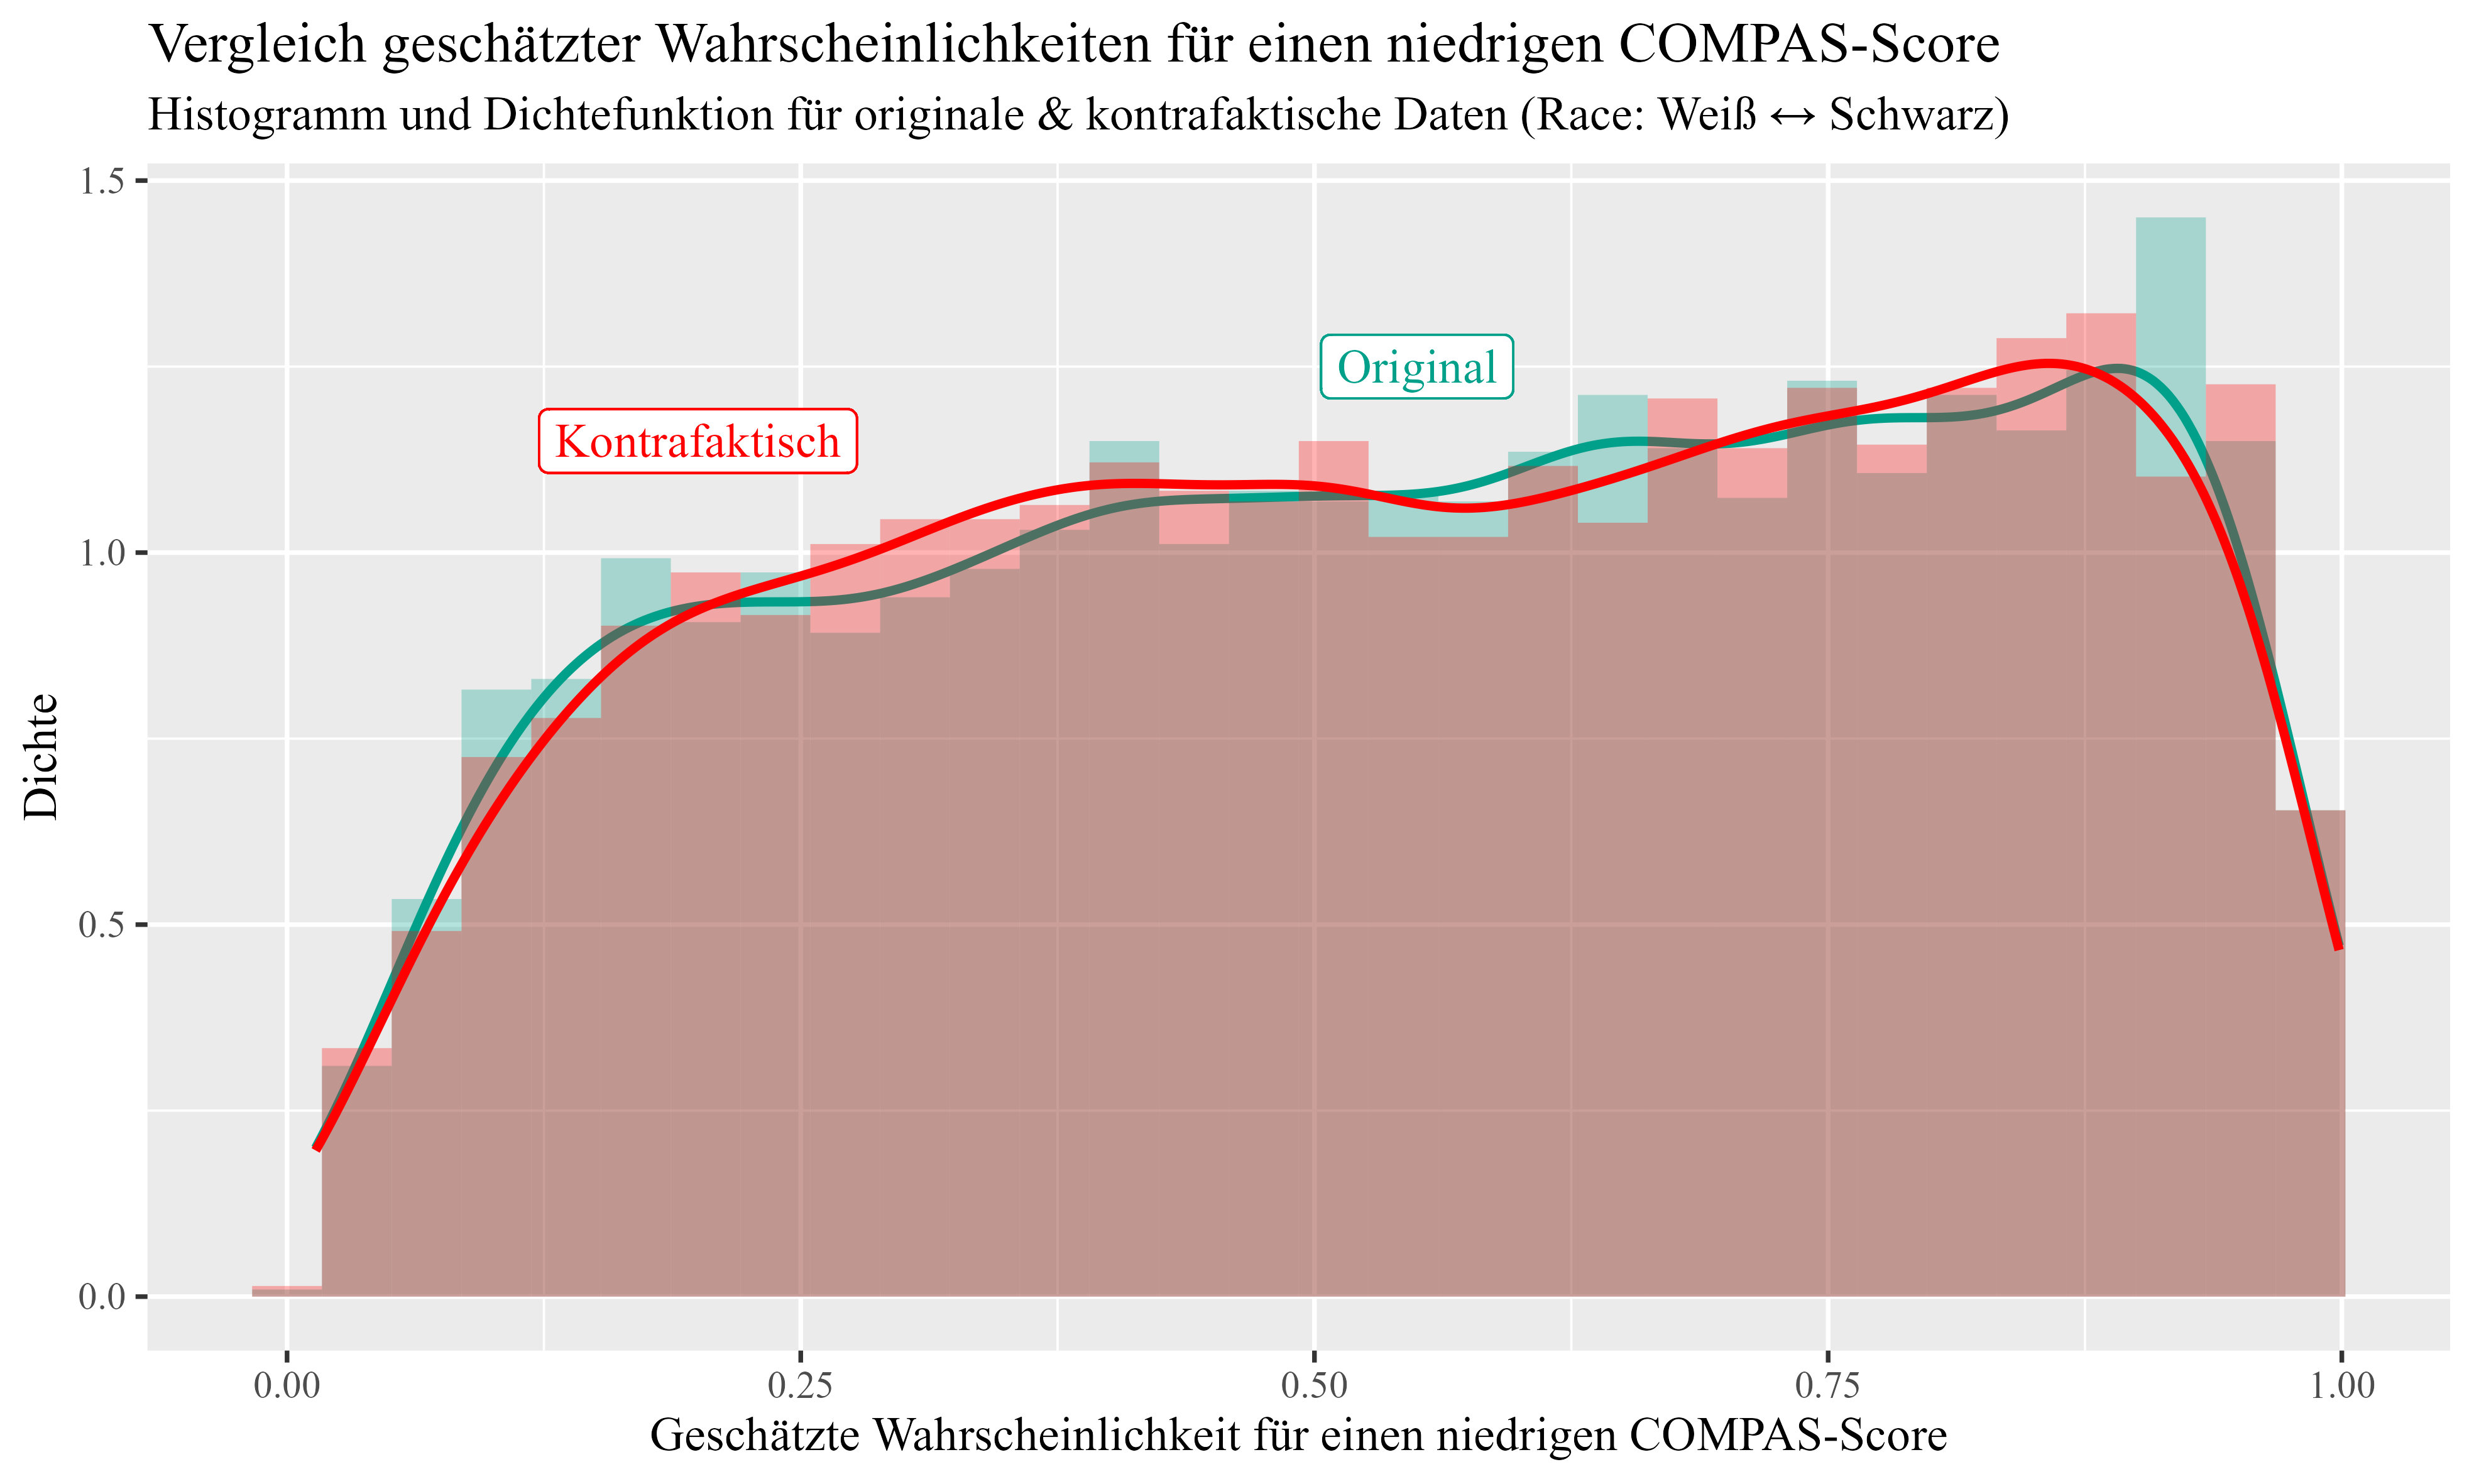 Vergleich geschätzter Wahrscheinlichkeiten für einen niedrigen COMPAS-Score
Histogramm und Dichtefunktion für originale & kontrafaktische Daten (Race: Weiß ↔ Schwarz)
1.5
Original
Kontrafaktisch
1.0
Dichte
0.5
0.0
0.00 0.25 0.50 0.75 1.00
Geschätzte Wahrscheinlichkeit für einen niedrigen COMPAS-Score